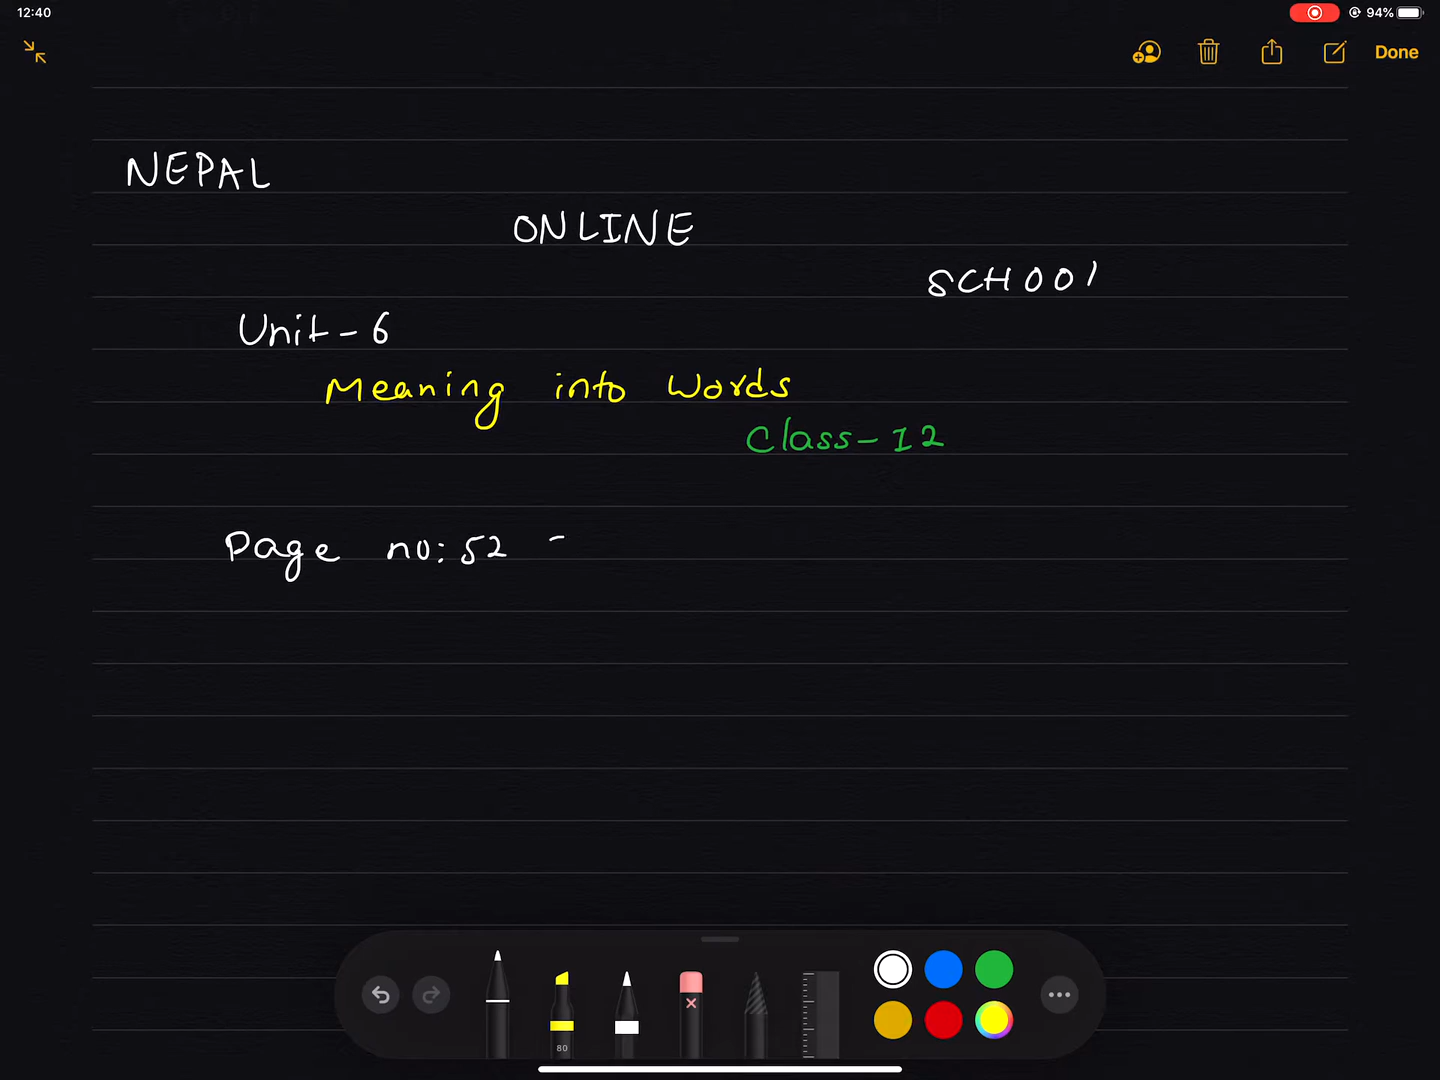 12:40
94%
Done
NEPAL
ONLINE
SCHOOl
Unit-6
Meaning into Words
Class-12
Page no: 52 -
80